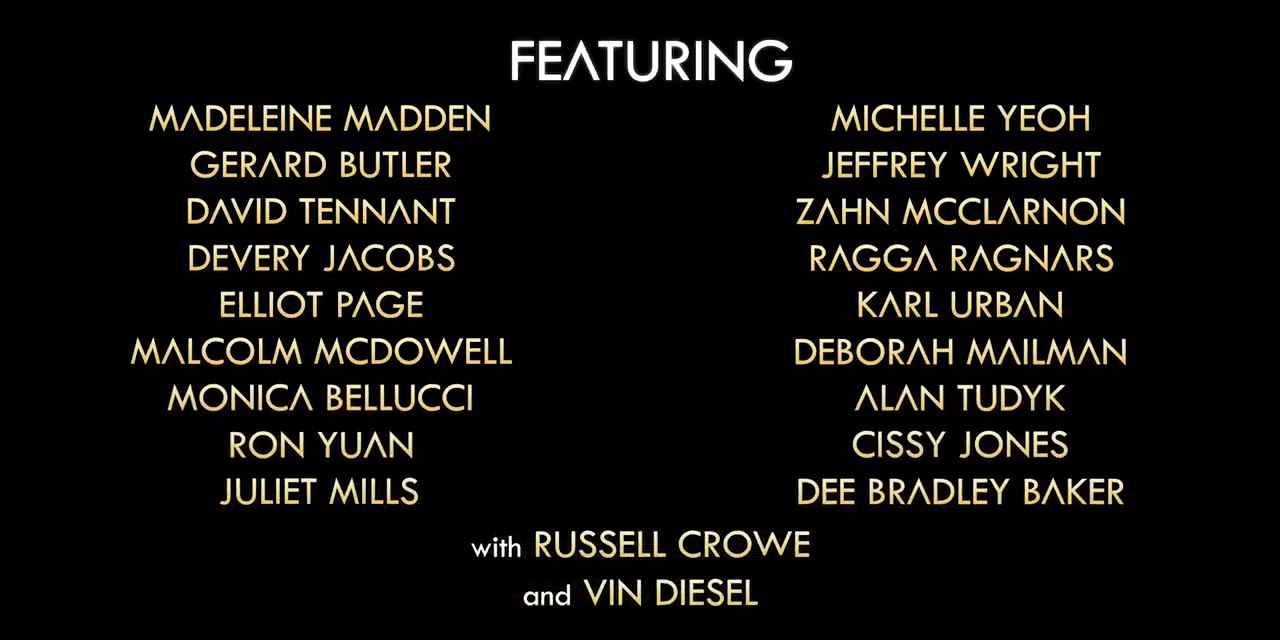 FEATURING
MADELEINE MADDEN
GERARD BUTLER
DAVID TENNANT
DEVERY JACOBS
ELLIOT PAGE
MALCOLM MCDOWELL
MONICA BELLUCCI
RON YUAN
JULIET MILLS
MICHELLE YEOH
JEFFREY WRIGHT
ZAHN MCCLARNON
RAGGA RAGNARS
KARL URBAN
DEBORAH MAILMAN
ALAN TUDYK
CISSY JONES
DEE BRADLEY BAKER
with RUSSELL CROWE
and VIN DIESEL